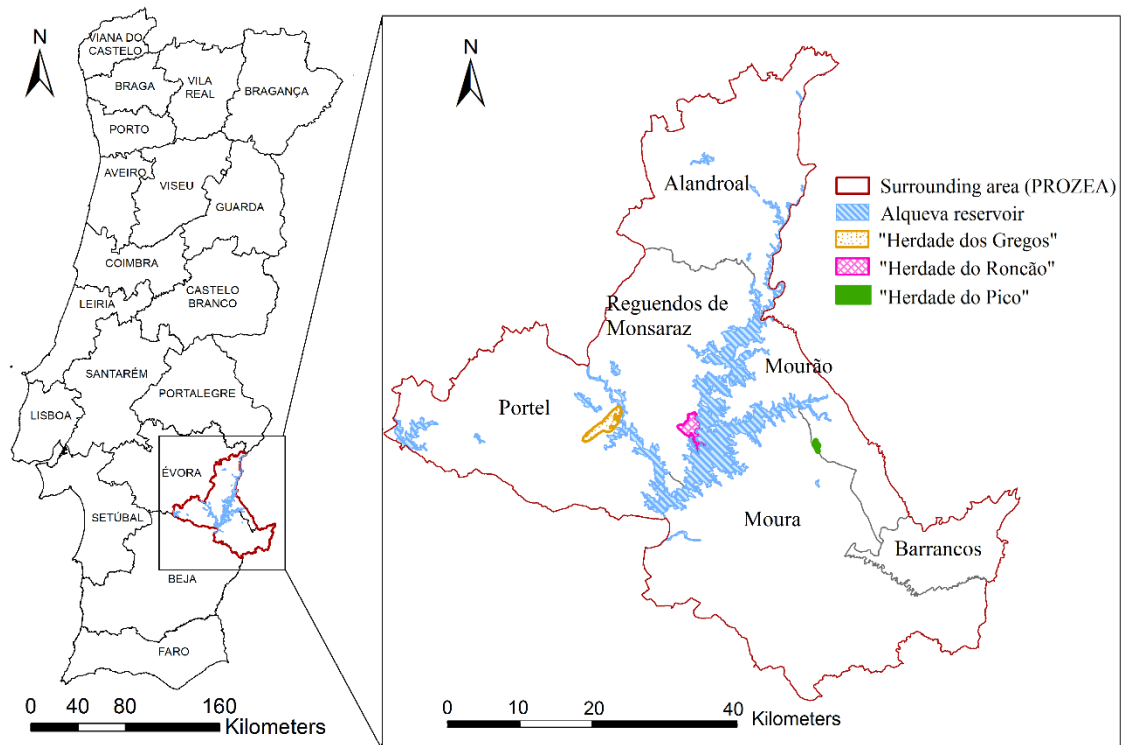 N
VIANA DO
CASTELO
BRAGA
VILA
REAL
BRAGANÇA
PORTO
AVEIRO
VISEU
GUARDA
COIMBRA
CASTELO
BRANCO
LEIRIA
SANTARÉM
PORTALEGRE
LISBOA
ÉVORA
SETÚBAL
BEJA
FARO
0 40 80 160
Kilometers
N
Alandroal
Surrounding area (PROZEA)
Alqueva reservoir
"Herdade dos Gregos"
"Herdade do Roncão"
"Herdade do Pico"
Reguendos de
Monsaraz
Mourão
Portel
Moura
Barrancos
0 10 20 40
Kilometers